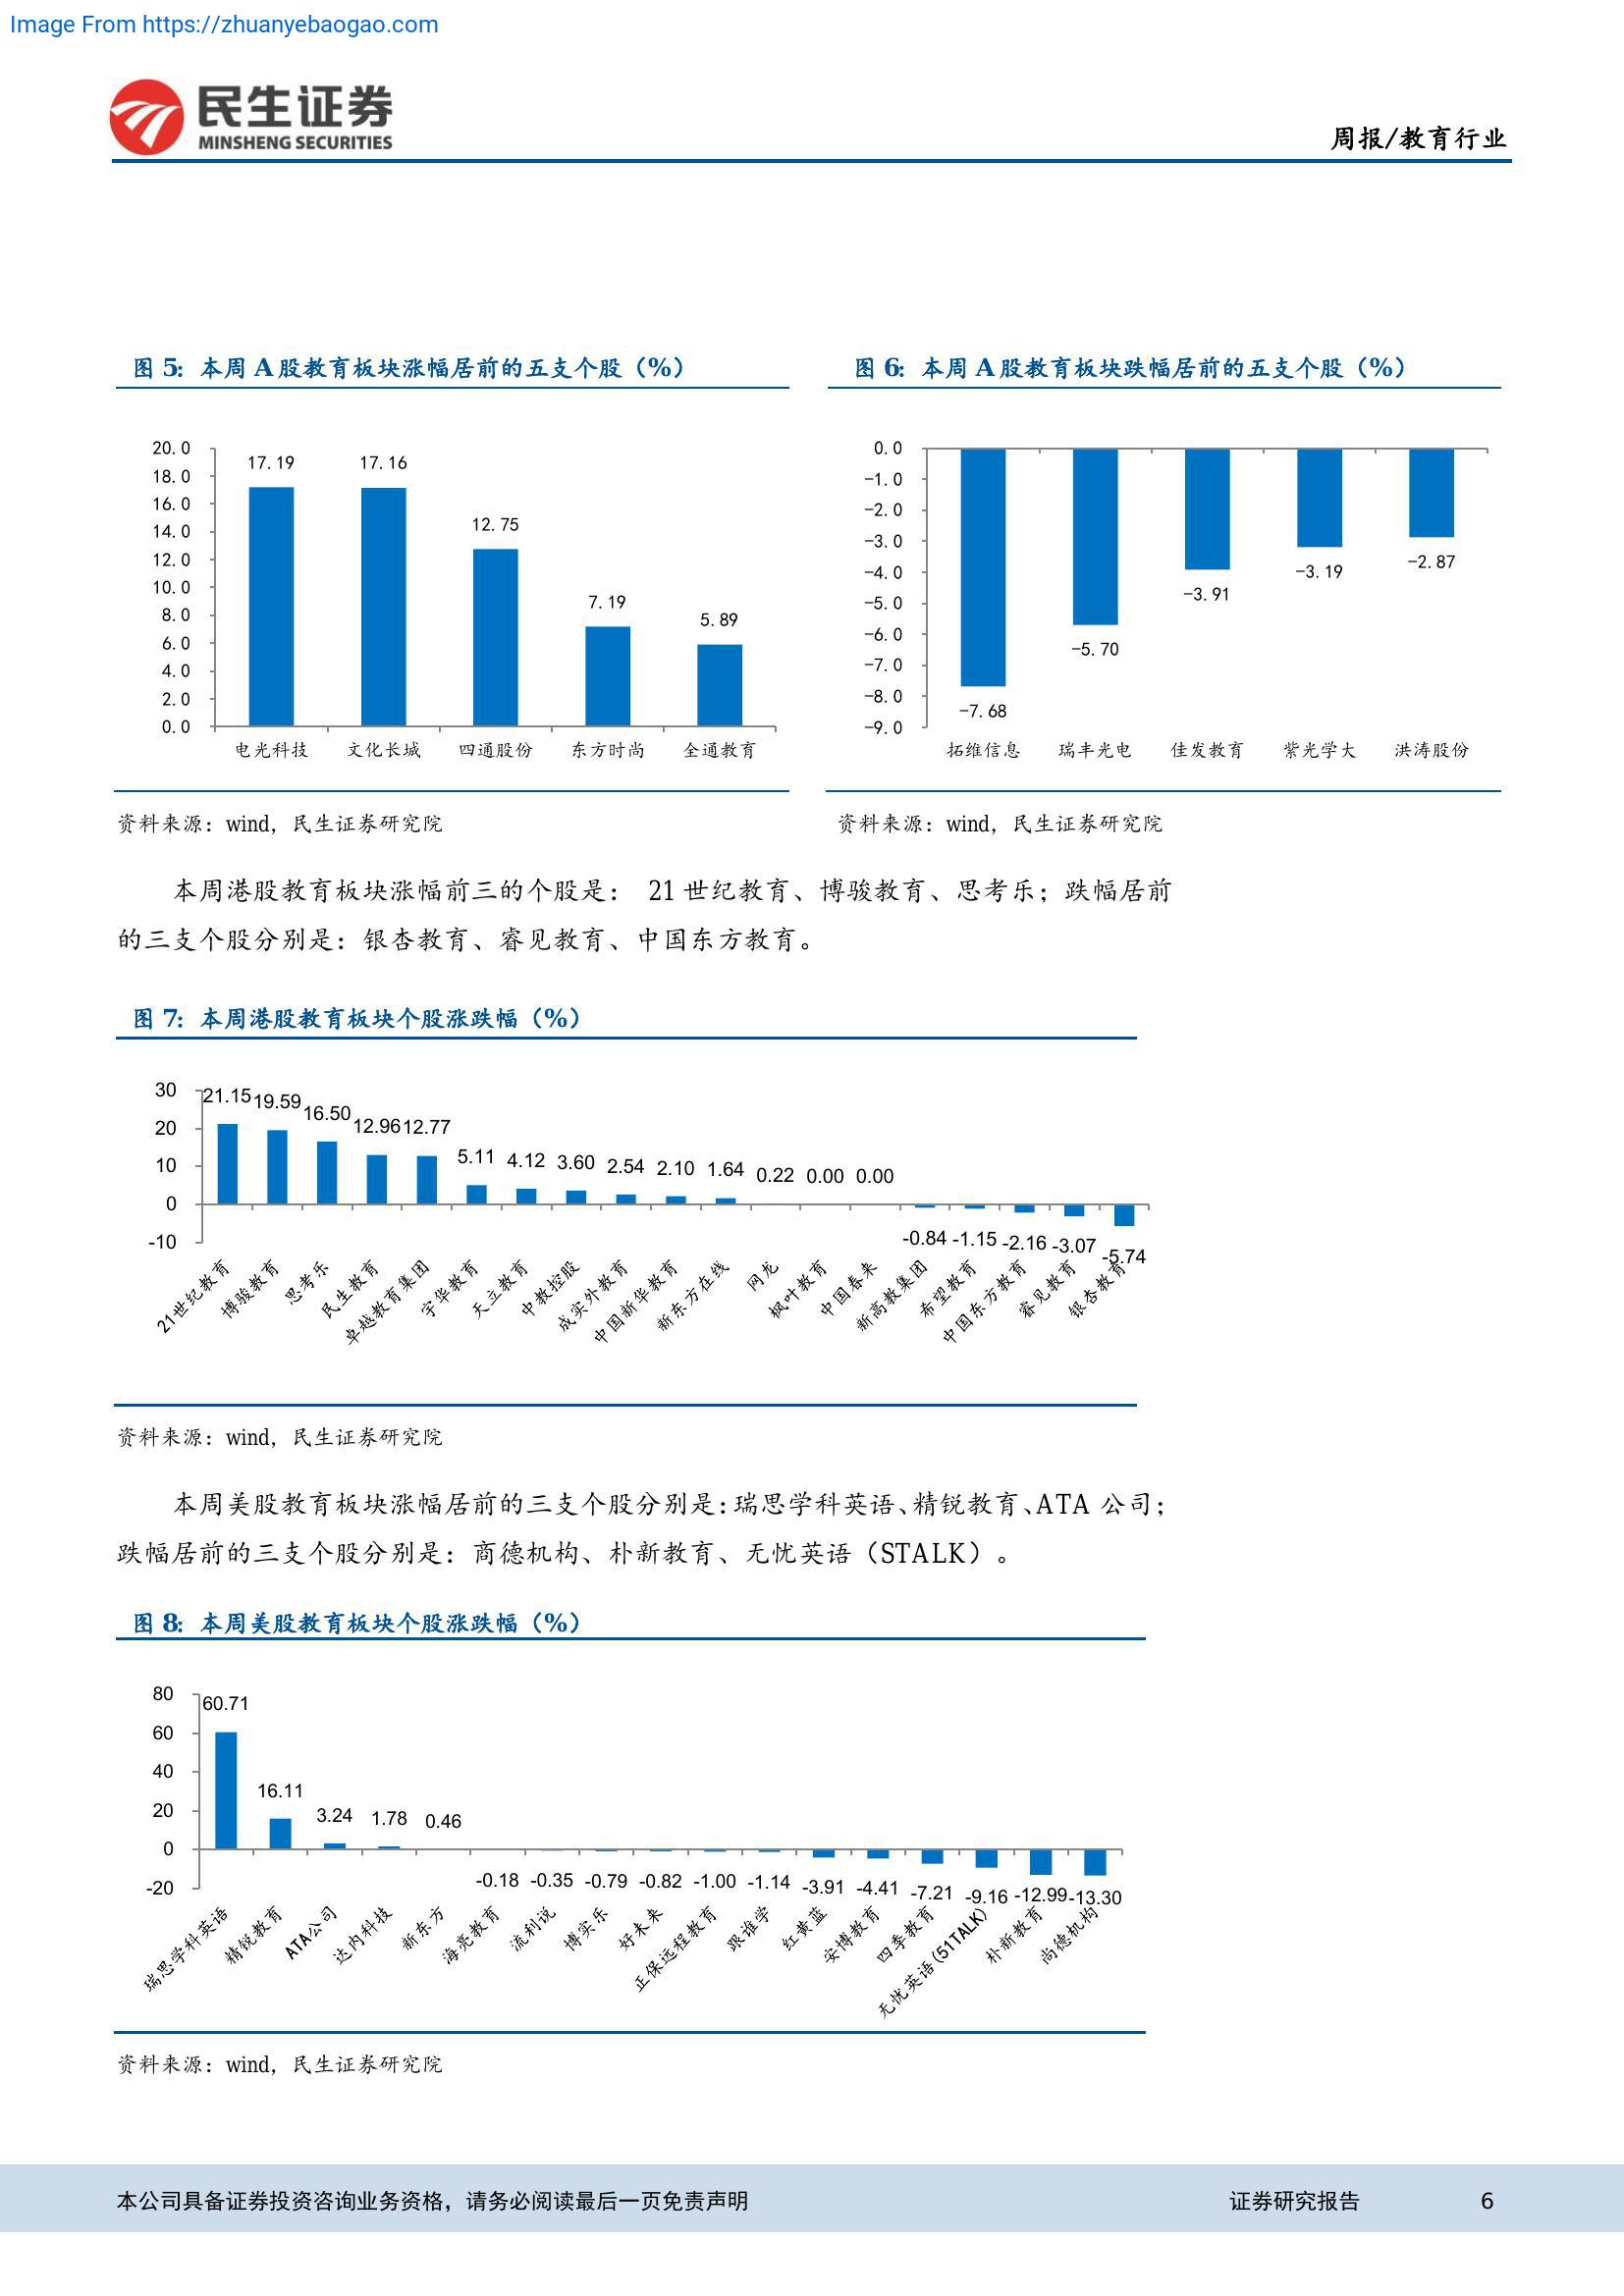 Image From https://zhuanyebaogao.com
民生证券
MINSHENG SECURITIES
周报/教育行业
图 5: 本周 A 股教育板块涨幅居前的五支个股（%）
20.0
18.0
16.0
14.0
12.0
10.0
8.0
6.0
4.0
2.0
0.0
17.19
17.16
12.75
7.19
5.89
电光科技 文化长城 四通股份 东方时尚 全通教育
资料来源：wind，民生证券研究院
图 6: 本周 A 股教育板块跌幅居前的五支个股（%）
0.0
-1.0
-2.0
-3.0
-4.0
-5.0
-6.0
-7.0
-8.0
-9.0
-7.68
-5.70
-3.91
-3.19
-2.87
拓维信息 瑞丰光电 佳发教育 紫光学大 洪涛股份
资料来源：wind，民生证券研究院
本周港股教育板块涨幅前三的个股是： 21 世纪教育、博骏教育、思考乐；跌幅居前
的三支个股分别是：银杏教育、睿见教育、中国东方教育。
图 7: 本周港股教育板块个股涨跌幅（%）
30
20
10
0
-10
21.15 19.59 16.50 12.96 12.77 5.11 4.12 3.60 2.54 2.10 1.64 0.22 0.00 0.00 -0.84 -1.15 -2.16 -3.07 -5.74
21世纪教育 博骏教育 思考乐 民生教育 卓越教育集团 宇华教育 天立教育 中教控股 成实外教育 中国新华教育 新东方在线 网龙 枫叶教育 中国春来 新高教集团 希望教育 中国东方教育 睿见教育 银杏教育
资料来源：wind，民生证券研究院
本周美股教育板块涨幅居前的三支个股分别是：瑞思学科英语、精锐教育、ATA 公司；
跌幅居前的三支个股分别是：商德机构、朴新教育、无忧英语（STALK）。
图 8: 本周美股教育板块个股涨跌幅（%）
80
60
40
20
0
-20
60.71 16.11 3.24 1.78 0.46 -0.18 -0.35 -0.79 -0.82 -1.00 -1.14 -3.91 -4.41 -7.21 -9.16 -12.99 -13.30
瑞思学科英语 精锐教育 ATA公司 达内科技 新东方 海亮教育 流利说 博实乐 好未来 正保远程教育 跟谁学 红黄蓝 安博教育 四季教育 无忧英语(51TALK) 朴新教育 尚德机构
资料来源：wind，民生证券研究院
本公司具备证券投资咨询业务资格，请务必阅读最后一页免责声明 证券研究报告 6